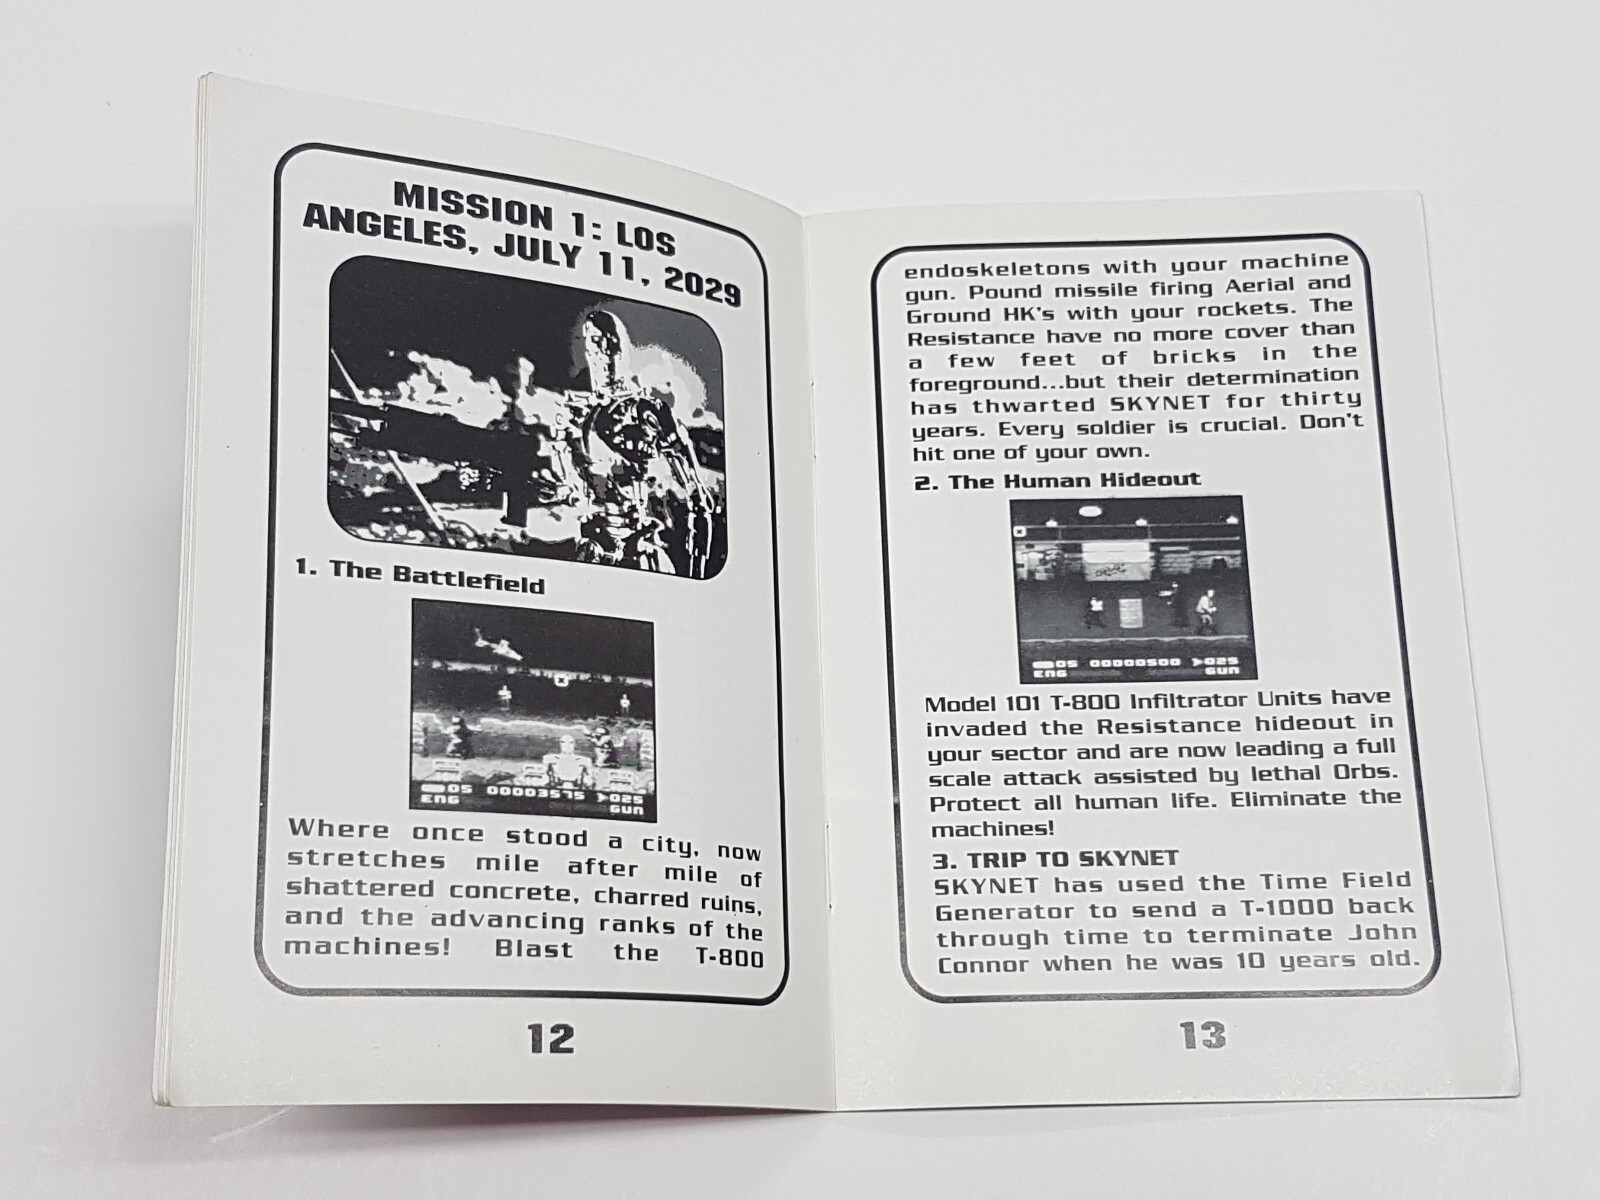 MISSION 1: LOS
ANGELES, JULY 11, 2029
1. The Battlefield
05 00003575 025
ENG GUN
Where once stood a city, now
stretches mile after mile of
shattered concrete, charred ruins,
and the advancing ranks of the
machines! Blast the T-800
12
endoskeletons with your machine
gun. Pound missile firing Aerial and
Ground HK's with your rockets. The
Resistance have no more cover than
a few feet of bricks in the
foreground...but their determination
has thwarted SKYNET for thirty
years. Every soldier is crucial. Don't
hit one of your own.
2. The Human Hideout
05 00000500 025
ENG GUN
Model 101 T-800 Infiltrator Units have
invaded the Resistance hideout in
your sector and are now leading a full
scale attack assisted by lethal Orbs.
Protect all human life. Eliminate the
machines!
3. TRIP TO SKYNET
SKYNET has used the Time Field
Generator to send a T-1000 back
through time to terminate John
Connor when he was 10 years old.
13